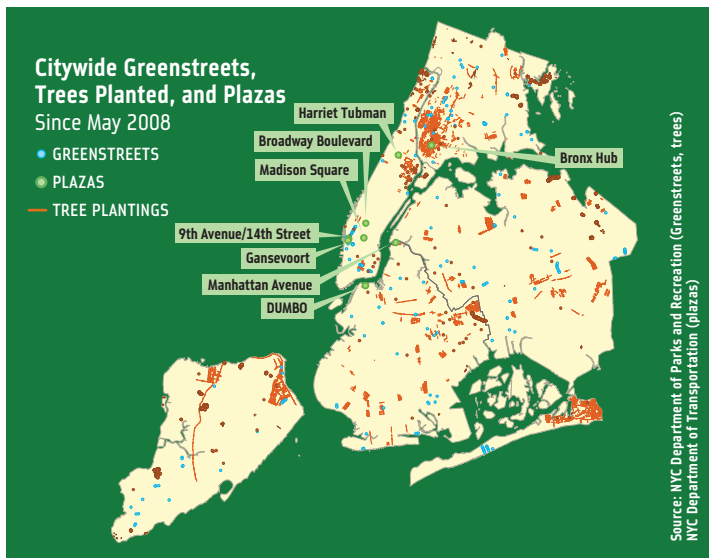 Citywide Greenstreets,
Trees Planted, and Plazas
Since May 2008
GREENSTREETS
PLAZAS
TREE PLANTINGS
Harriet Tubman
Broadway Boulevard
Madison Square
Bronx Hub
9th Avenue/14th Street
Gansevoort
Manhattan Avenue
DUMBO
Source: NYC Department of Parks and Recreation (Greenstreets, trees)
NYC Department of Transportation (plazas)